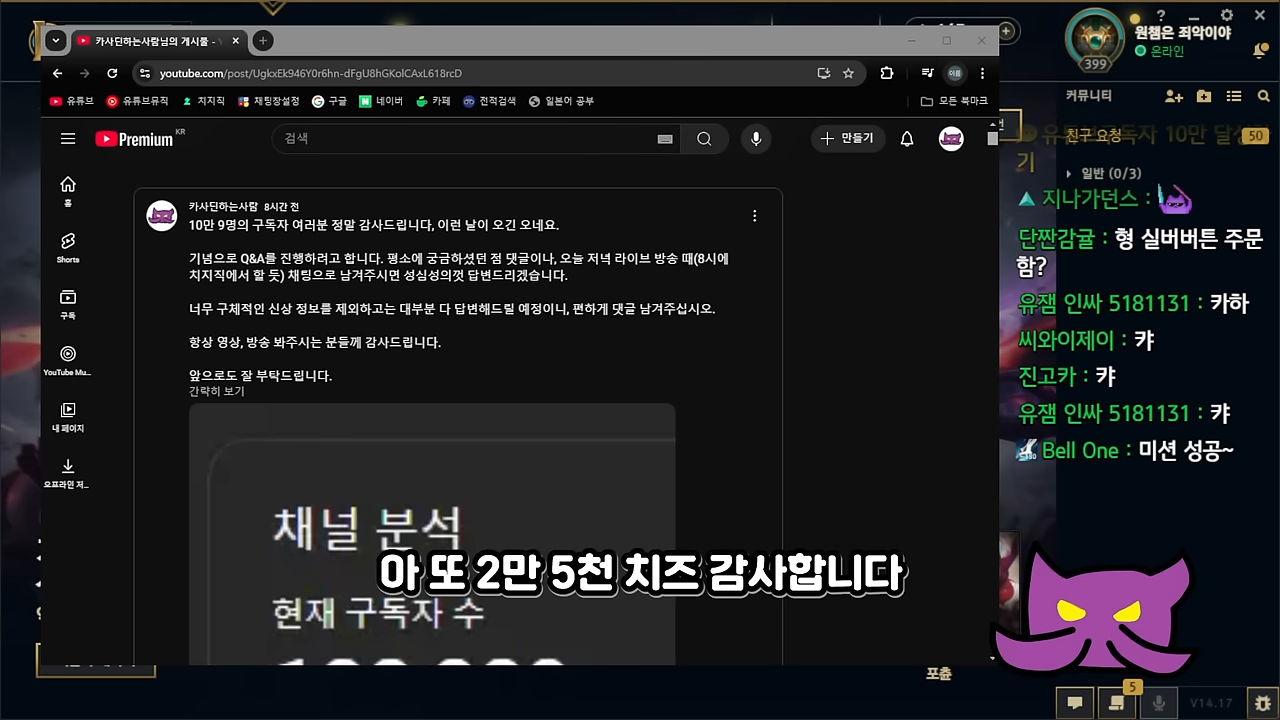 카사딘하는사람님의 게시물 -
youtube.com/post/UgkxEk946Y0r6hn-dFgU8hGKolCAxL618rcD
이름
유튜브
유튜브뮤직
치지직
채팅창설정
구글
네이버
카페
전적검색
일본어 공부
모든 북마크
Premium KR
검색
만들기
홈
Shorts
구독
YouTube Mu...
내 페이지
오프라인 저...
카사딘하는사람 8시간 전
10만 9명의 구독자 여러분 정말 감사드립니다, 이런 날이 오긴 오네요.
기념으로 Q&A를 진행하려고 합니다. 평소에 궁금하셨던 점 댓글이나, 오늘 저녁 라이브 방송 때(8시에
치지직에서 할 듯) 채팅으로 남겨주시면 성심성의껏 답변드리겠습니다.
너무 구체적인 신상 정보를 제외하고는 대부분 다 답변해드릴 예정이니, 편하게 댓글 남겨주십시오.
항상 영상, 방송 봐주시는 분들께 감사드립니다.
앞으로도 잘 부탁드립니다.
간략히 보기
채널 분석
현재 구독자 수
아 또 2만 5천 치즈 감사합니다
원챔은 죄악이야
온라인
399
커뮤니티
친구 요청
50
유튜브구독자 10만 달성
기
일반 (0/3)
지나가던스 :
단짠감귤 : 형 실버버튼 주문
함?
유잼 인싸 5181131 : 카하
씨와이제이 : 캬
진고카 : 캬
유잼 인싸 5181131 : 캬
Bell One : 미션 성공~
포츈
5
V14.17